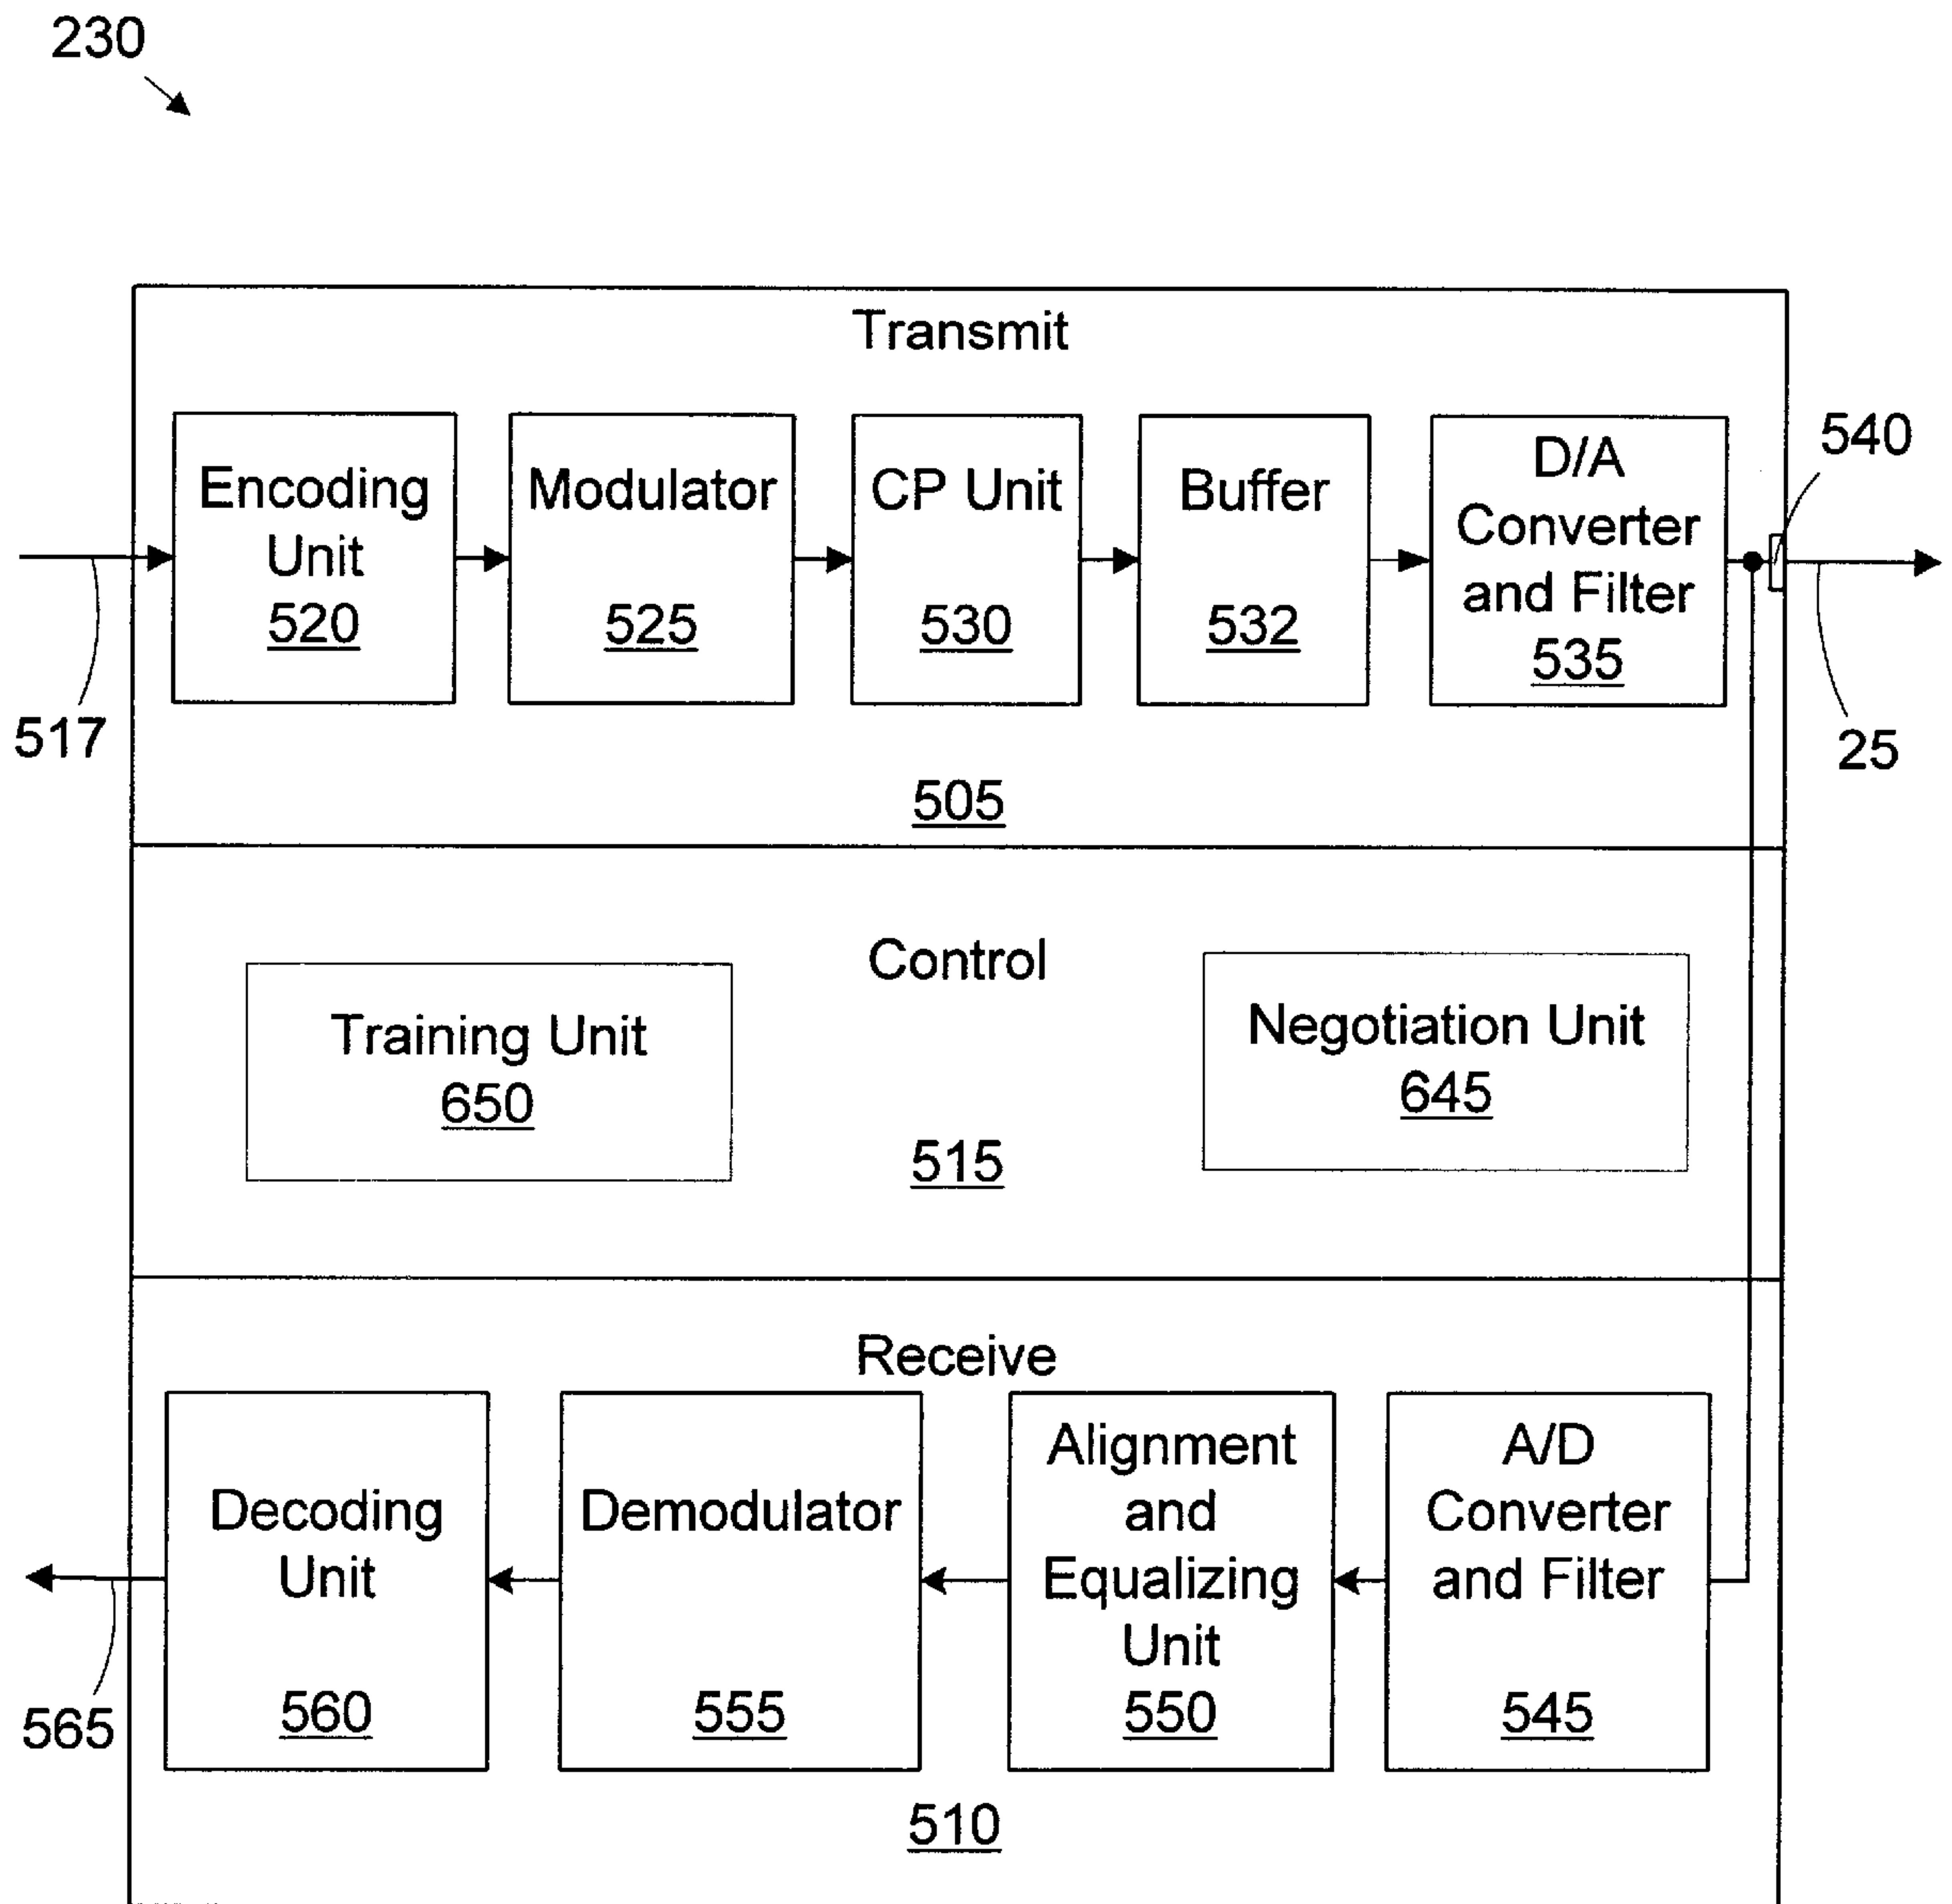 230
Transmit
Encoding
Unit
520
Modulator
525
CP Unit
530
Buffer
532
D/A
Converter
and Filter
535
540
517
25
505
Control
Training Unit
650
Negotiation Unit
645
515
Receive
Decoding
Unit
560
Demodulator
555
Alignment
and
Equalizing
Unit
550
A/D
Converter
and Filter
545
565
510